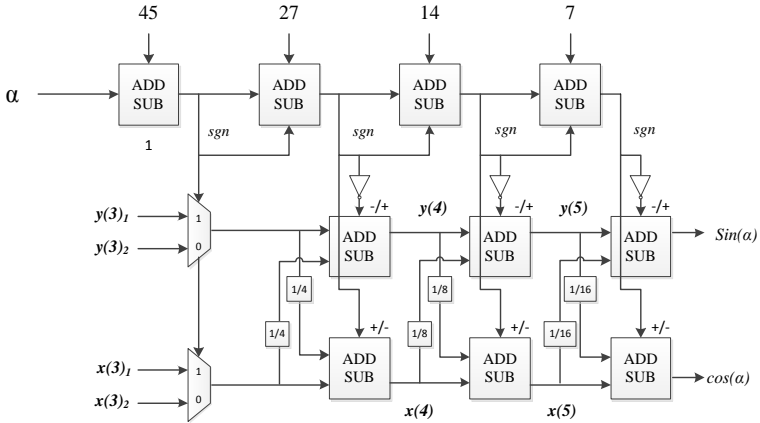 45 27 14 7
α ADD SUB ADD SUB ADD SUB ADD SUB
1
sgn sgn sgn sgn
-/+ -/+ -/+
y(3)₁ 1
y(3)₂ 0
ADD SUB y(4) ADD SUB y(5) ADD SUB Sin(α)
1/4 1/8 1/16
1/4 1/8 1/16
+/- +/- +/-
x(3)₁ 1
x(3)₂ 0
ADD SUB ADD SUB ADD SUB cos(α)
x(4) x(5)